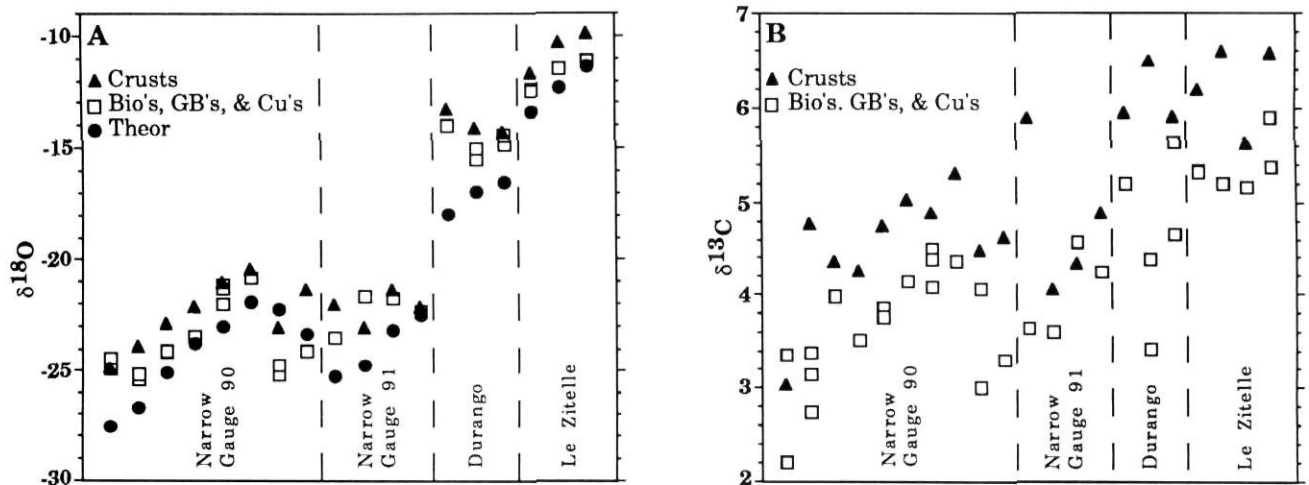 A
▲ Crusts
□ Bio's, GB's, & Cu's
● Theor
δ18O
-10
-15
-20
-25
-30
Narrow
Gauge 90
Narrow
Gauge 91
Durango
Le Zitelle
B
▲ Crusts
□ Bio's. GB's, & Cu's
δ13C
7
6
5
4
3
2
Narrow
Gauge 90
Narrow
Gauge 91
Durango
Le Zitelle